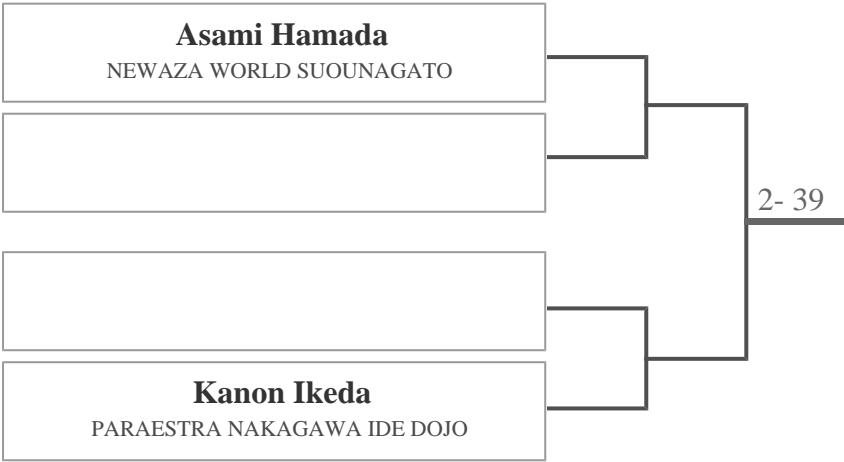 Asami Hamada
NEWAZA WORLD SUOUNAGATO
2- 39
Kanon Ikeda
PARAESTRA NAKAGAWA IDE DOJO